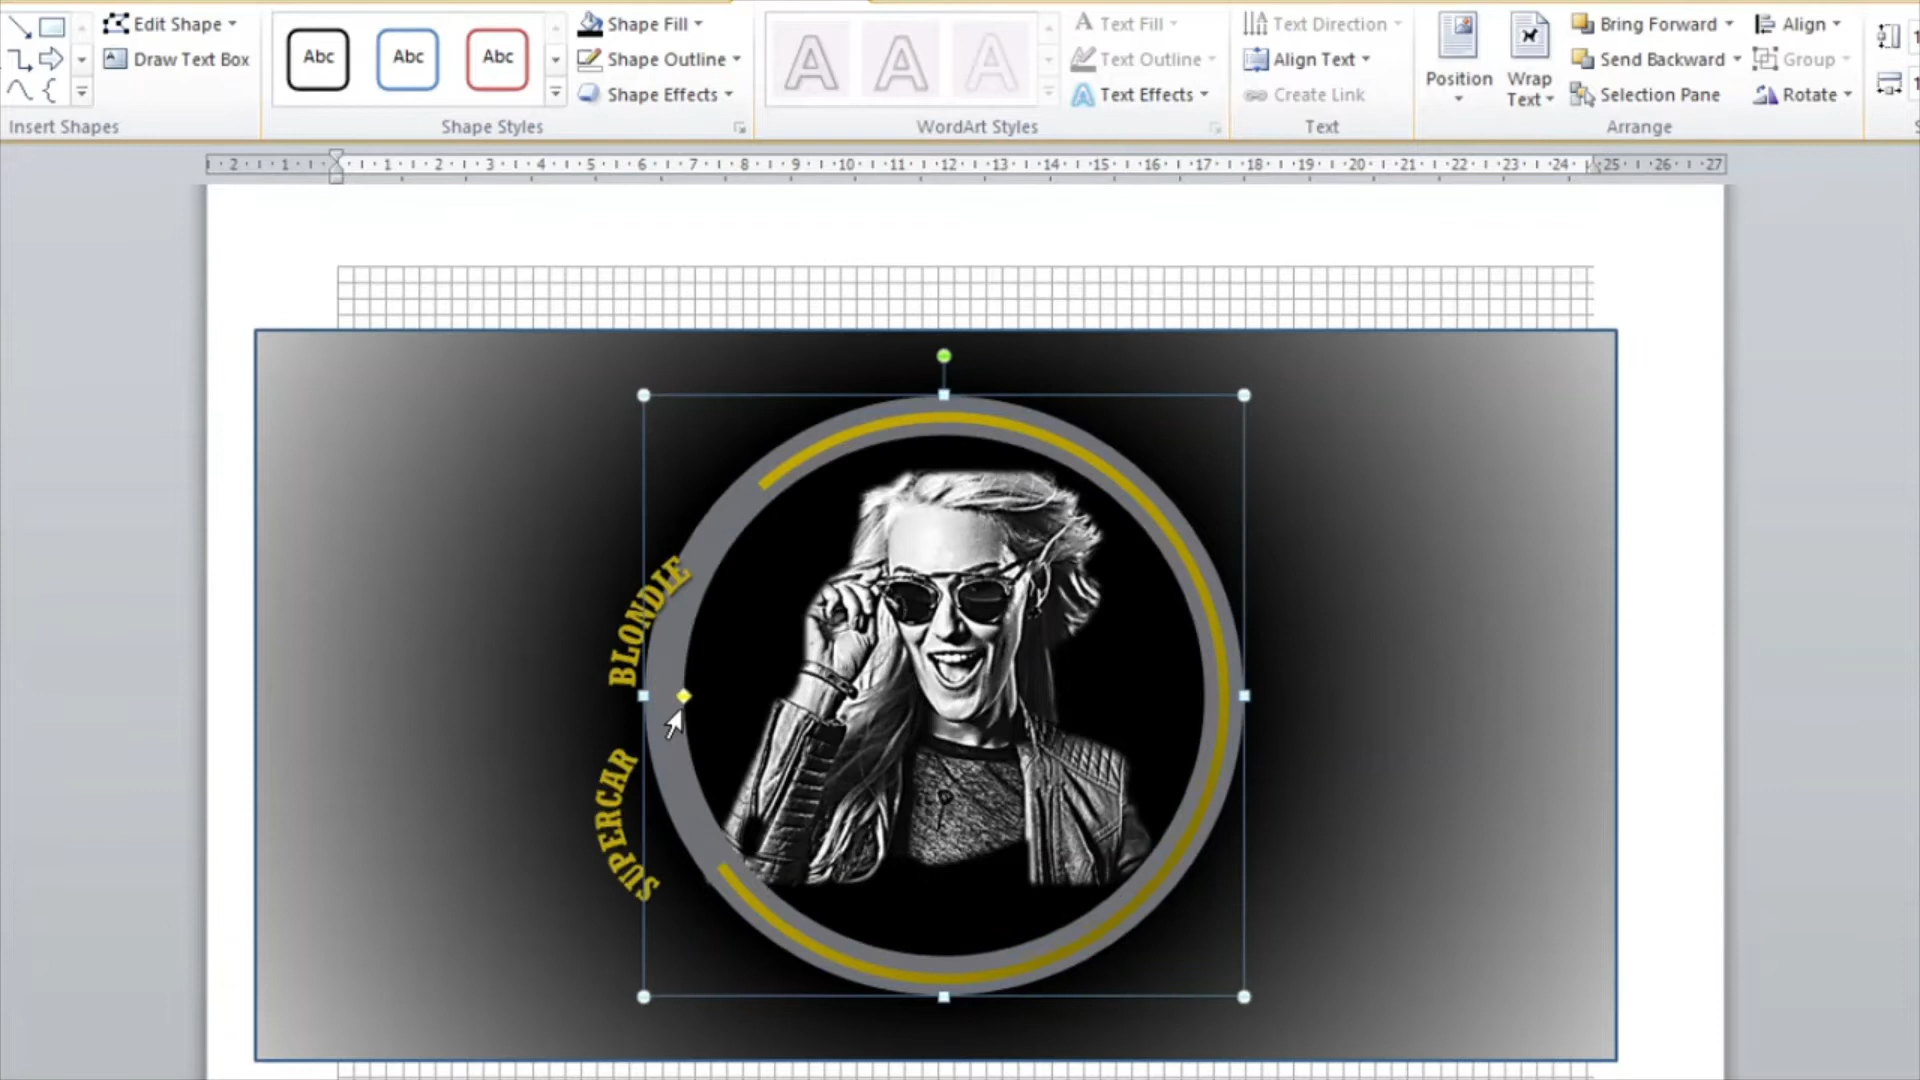 Edit Shape
Draw Text Box
Insert Shapes
Abc
Abc
Abc
Shape Fill
Shape Outline
Shape Effects
Shape Styles
A A A
WordArt Styles
A Text Fill
Text Outline
A Text Effects
Text Direction
Align Text
Create Link
Text
Position
Wrap
Text
Bring Forward
Send Backward
Selection Pane
Align
Group
Rotate
Arrange
2 1 1 2 3 4 5 6 7 8 9 10 11 12 13 14 15 16 17 18 19 20 21 22 23 24 25 26 27
BLONDIE
SUPERCAR